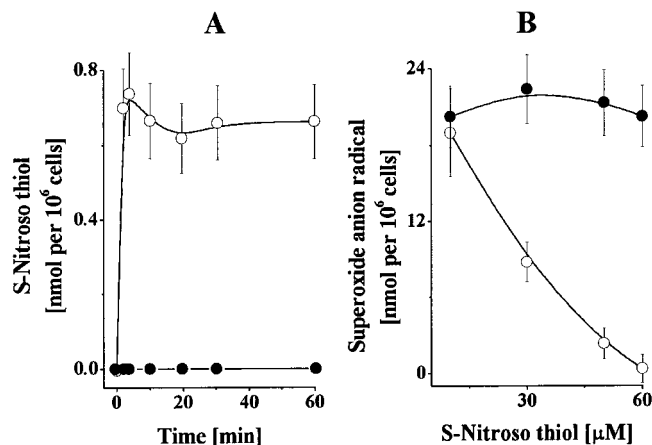 A
S-Nitroso thiol
[nmol per 10⁶ cells]
0.8
0.4
0.0
0
20
40
60
Time [min]
B
Superoxide anion radical
[nmol per 10⁶ cells]
24
12
0
30
60
S-Nitroso thiol [µM]